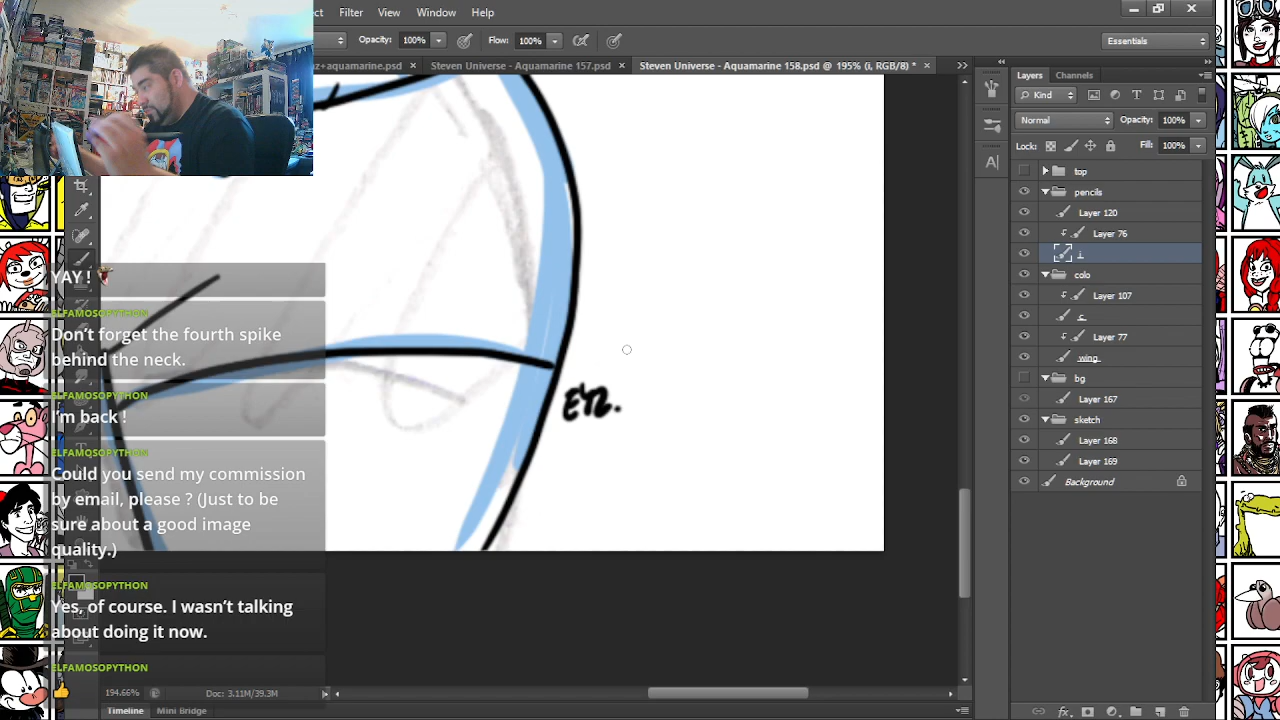 Filter View Window Help
Opacity: 100% Flow: 100% Essentials
Steven Universe - Aquamarine 157.psd × Steven Universe - Aquamarine 158.psd @ 195% (i, RGB/8) * ×
Layers Channels
Kind
Normal Opacity: 100%
Lock: Fill: 100%
top
pencils
Layer 120
Layer 76
i
colo
Layer 107
c
Layer 77
wing
bg
Layer 167
sketch
Layer 168
Layer 169
Background
YAY !
ELFAMOSOPYTHON
Don't forget the fourth spike
behind the neck.
ELFAMOSOPYTHON
I'm back !
ELFAMOSOPYTHON
Could you send my commission
by email, please ? (Just to be
sure about a good image
quality.)
ELFAMOSOPYTHON
Yes, of course. I wasn't talking
about doing it now.
ELFAMOSOPYTHON
194.66% Doc: 3.11M/39.3M
Timeline Mini Bridge